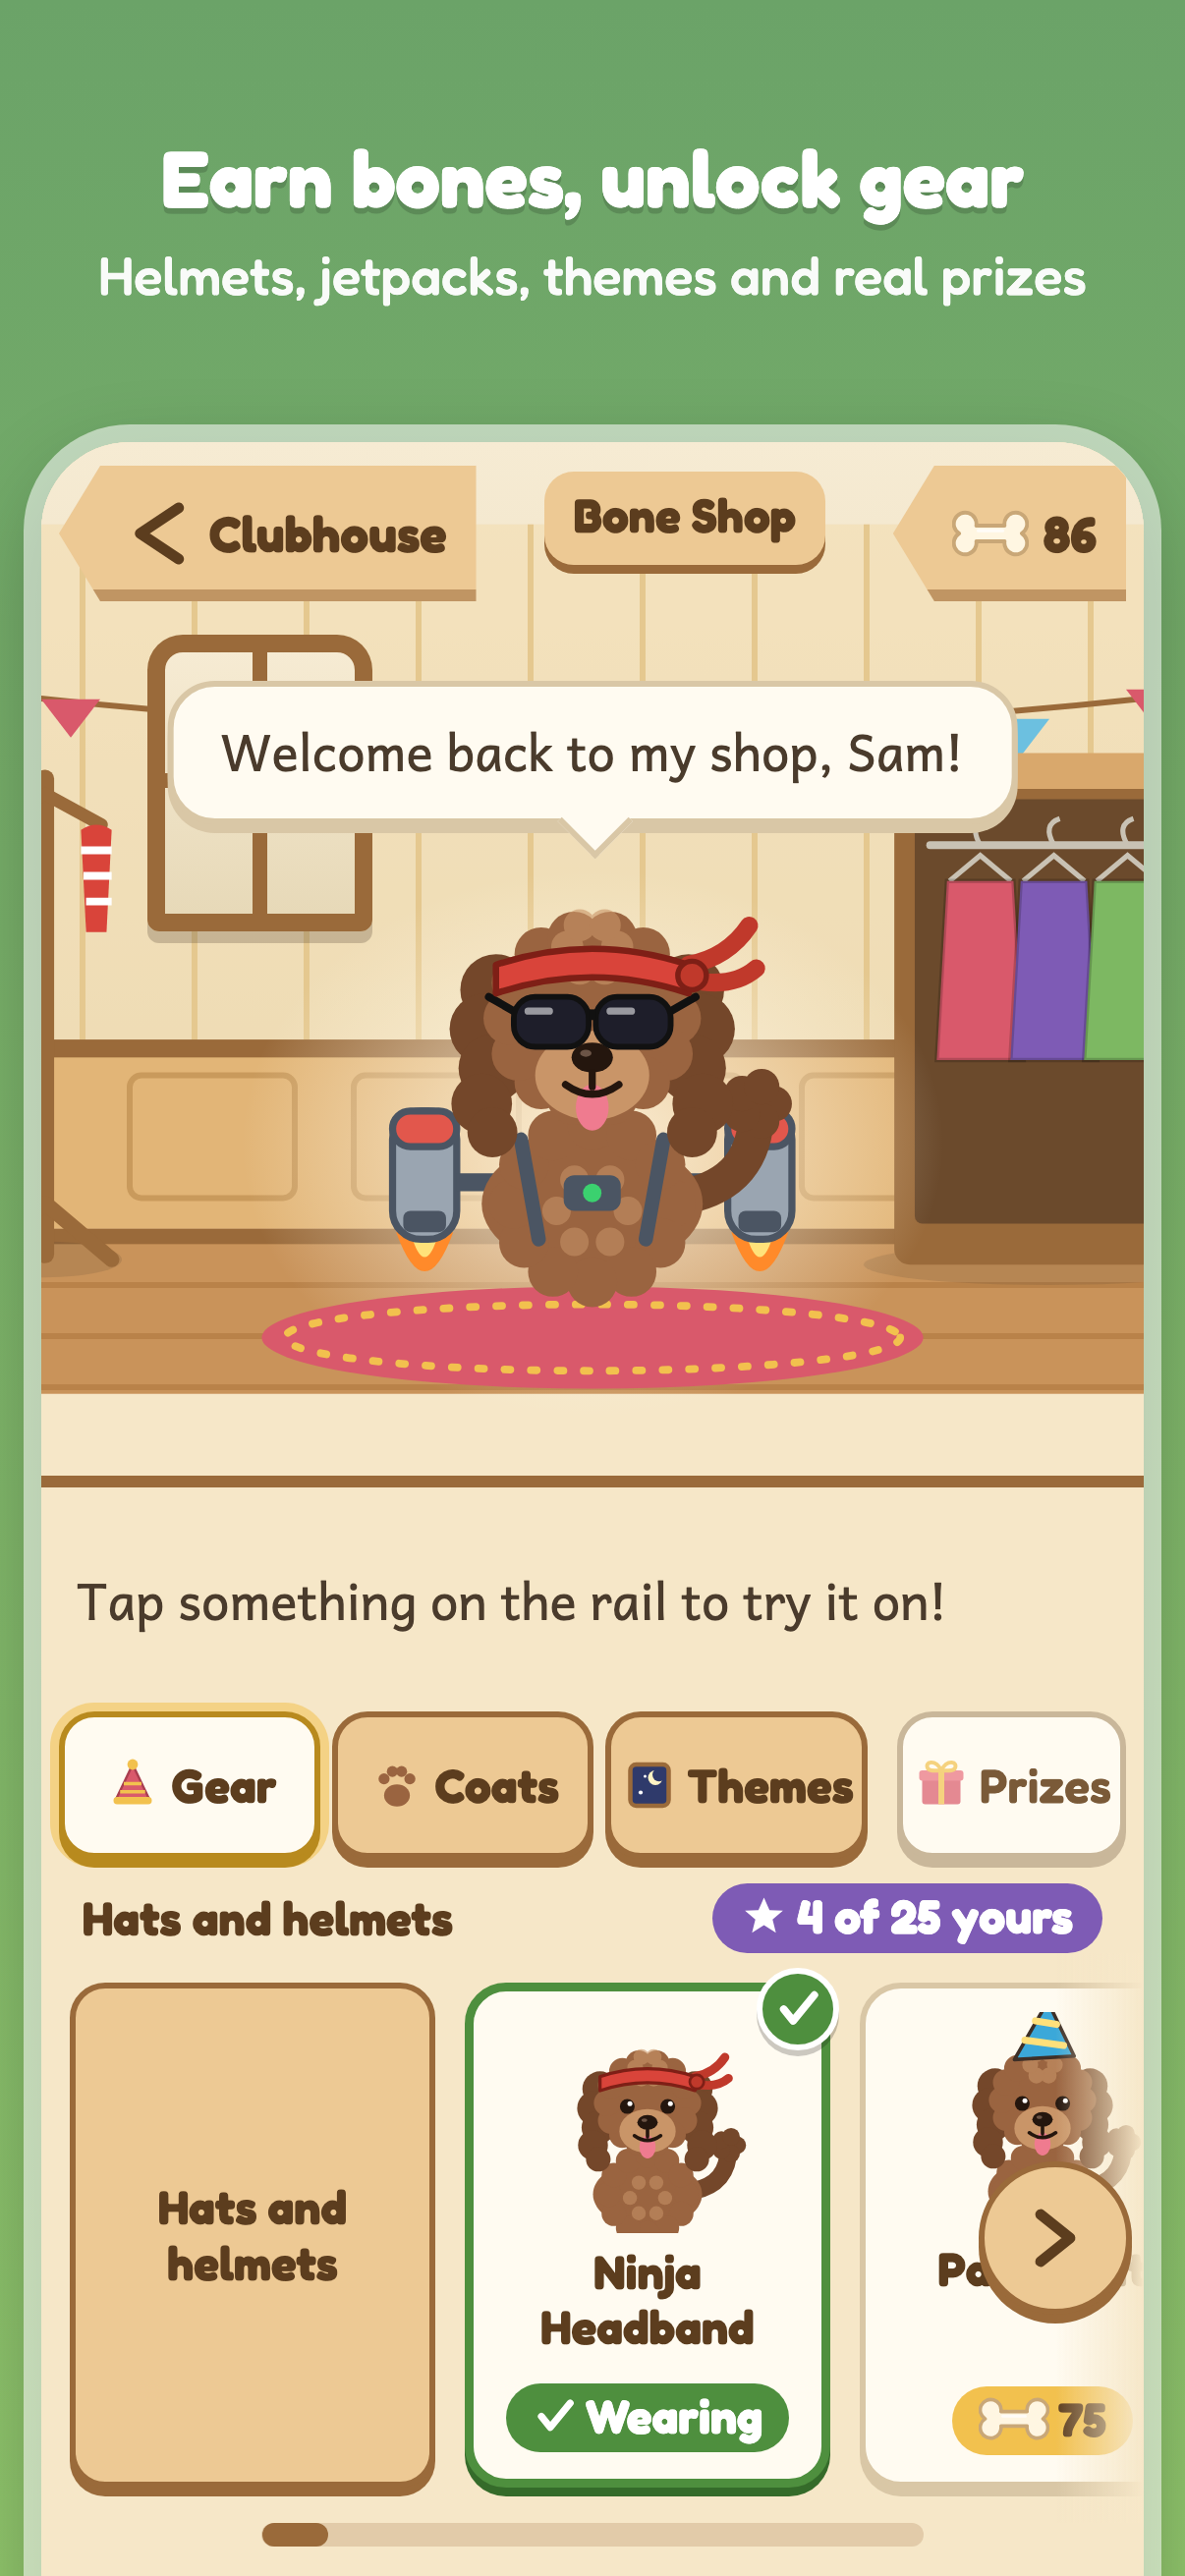 Earn bones, unlock gear
Helmets, jetpacks, themes and real prizes
Clubhouse
Bone Shop
86
Welcome back to my shop, Sam!
Tap something on the rail to try it on!
Gear
Coats
Themes
Prizes
Hats and helmets
4 of 25 yours
Hats and
helmets
Ninja
Headband
Wearing
75